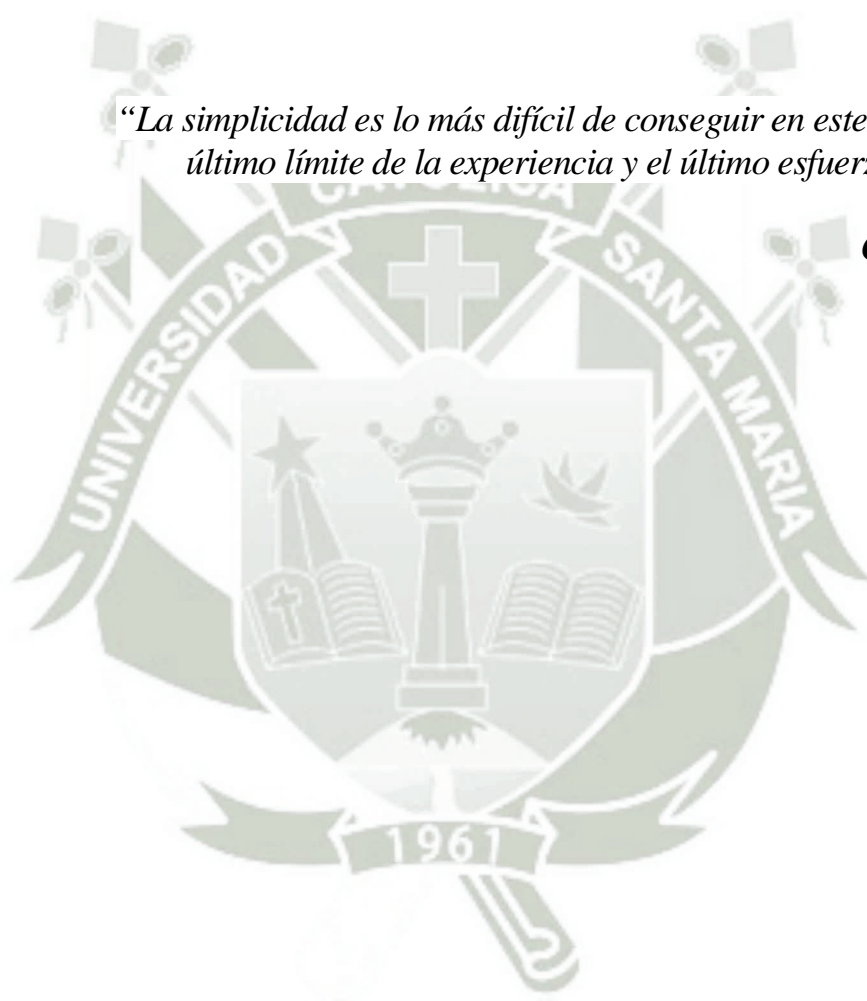 “La simplicidad es lo más difícil de conseguir en este
último límite de la experiencia y el último
CATOLICA
UNIVERSIDAD
SANTA MARIA
1961